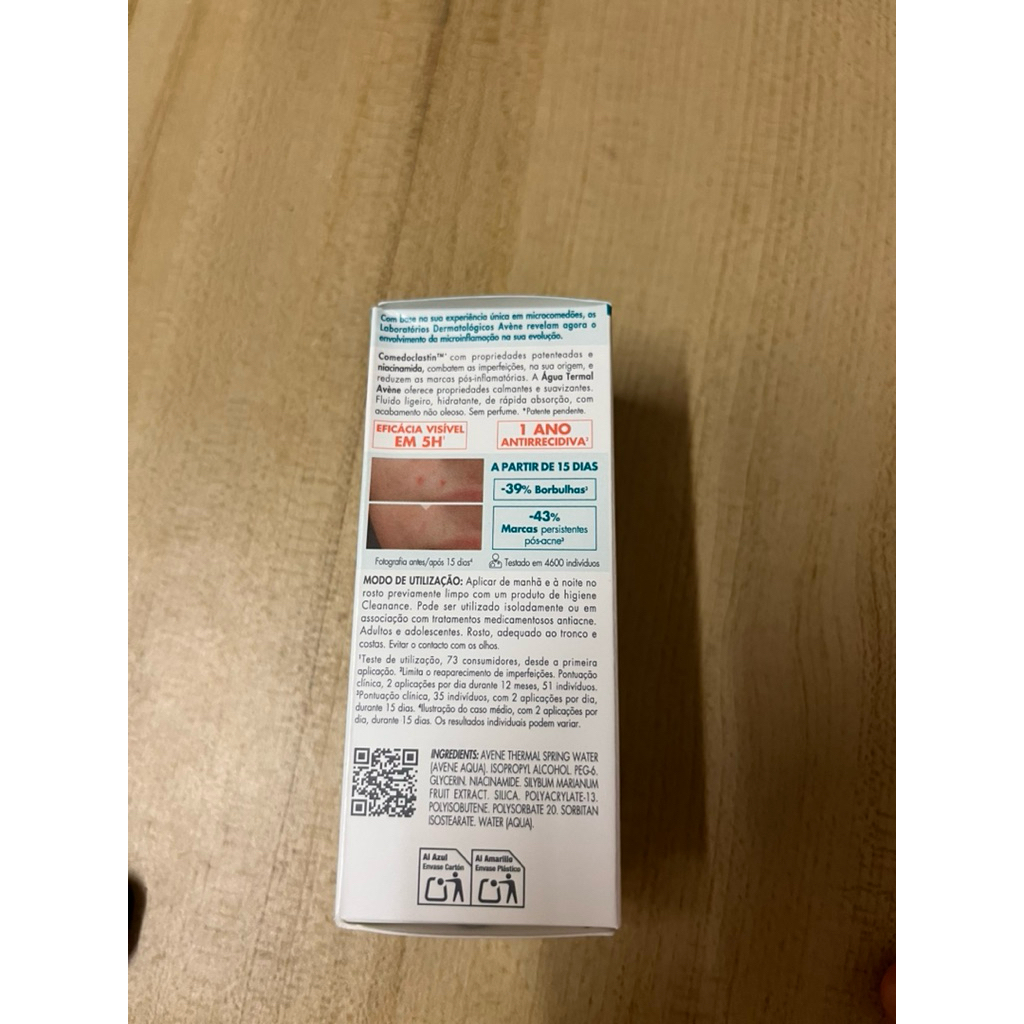 Com base na sua experiência única em microcomedões, os
Laboratórios Dermatológicos Avène revelam agora o
envolvimento da microinflamação na sua evolução.
Comedoclastin™* com propriedades patenteadas e
niacinamida, combatem as imperfeições, na sua origem, e
reduzem as marcas pós-inflamatórias. A Água Termal
Avène oferece propriedades calmantes e suavizantes.
Fluido ligeiro, hidratante, de rápida absorção, com
acabamento não oleoso. Sem perfume. *Patente pendente.
EFICÁCIA VISÍVEL
EM 5H¹
1 ANO
ANTIRRECIDIVA²
A PARTIR DE 15 DIAS
-39% Borbulhas³
-43%
Marcas persistentes
pós-acne³
Fotografia antes/após 15 dias⁴
Testado em 4600 indivíduos
MODO DE UTILIZAÇÃO: Aplicar de manhã e à noite no
rosto previamente limpo com um produto de higiene
Cleanance. Pode ser utilizado isoladamente ou em
associação com tratamentos medicamentosos antiacne.
Adultos e adolescentes. Rosto, adequado ao tronco e
costas. Evitar o contacto com os olhos.
¹Teste de utilização, 73 consumidores, desde a primeira
aplicação. ²Limita o reaparecimento de imperfeições. Pontuação
clínica, 2 aplicações por dia durante 12 meses, 51 indivíduos.
³Pontuação clínica, 35 indivíduos, com 2 aplicações por dia,
durante 15 dias. ⁴Ilustração do caso médio, com 2 aplicações por
dia, durante 15 dias. Os resultados individuais podem variar.
INGREDIENTS: AVENE THERMAL SPRING WATER
(AVENE AQUA). ISOPROPYL ALCOHOL. PEG-6.
GLYCERIN. NIACINAMIDE. SILYBUM MARIANUM
FRUIT EXTRACT. SILICA. POLYACRYLATE-13.
POLYISOBUTENE. POLYSORBATE 20. SORBITAN
ISOSTEARATE. WATER (AQUA).
Al Azul
Envase Cartón
Al Amarillo
Envase Plástico